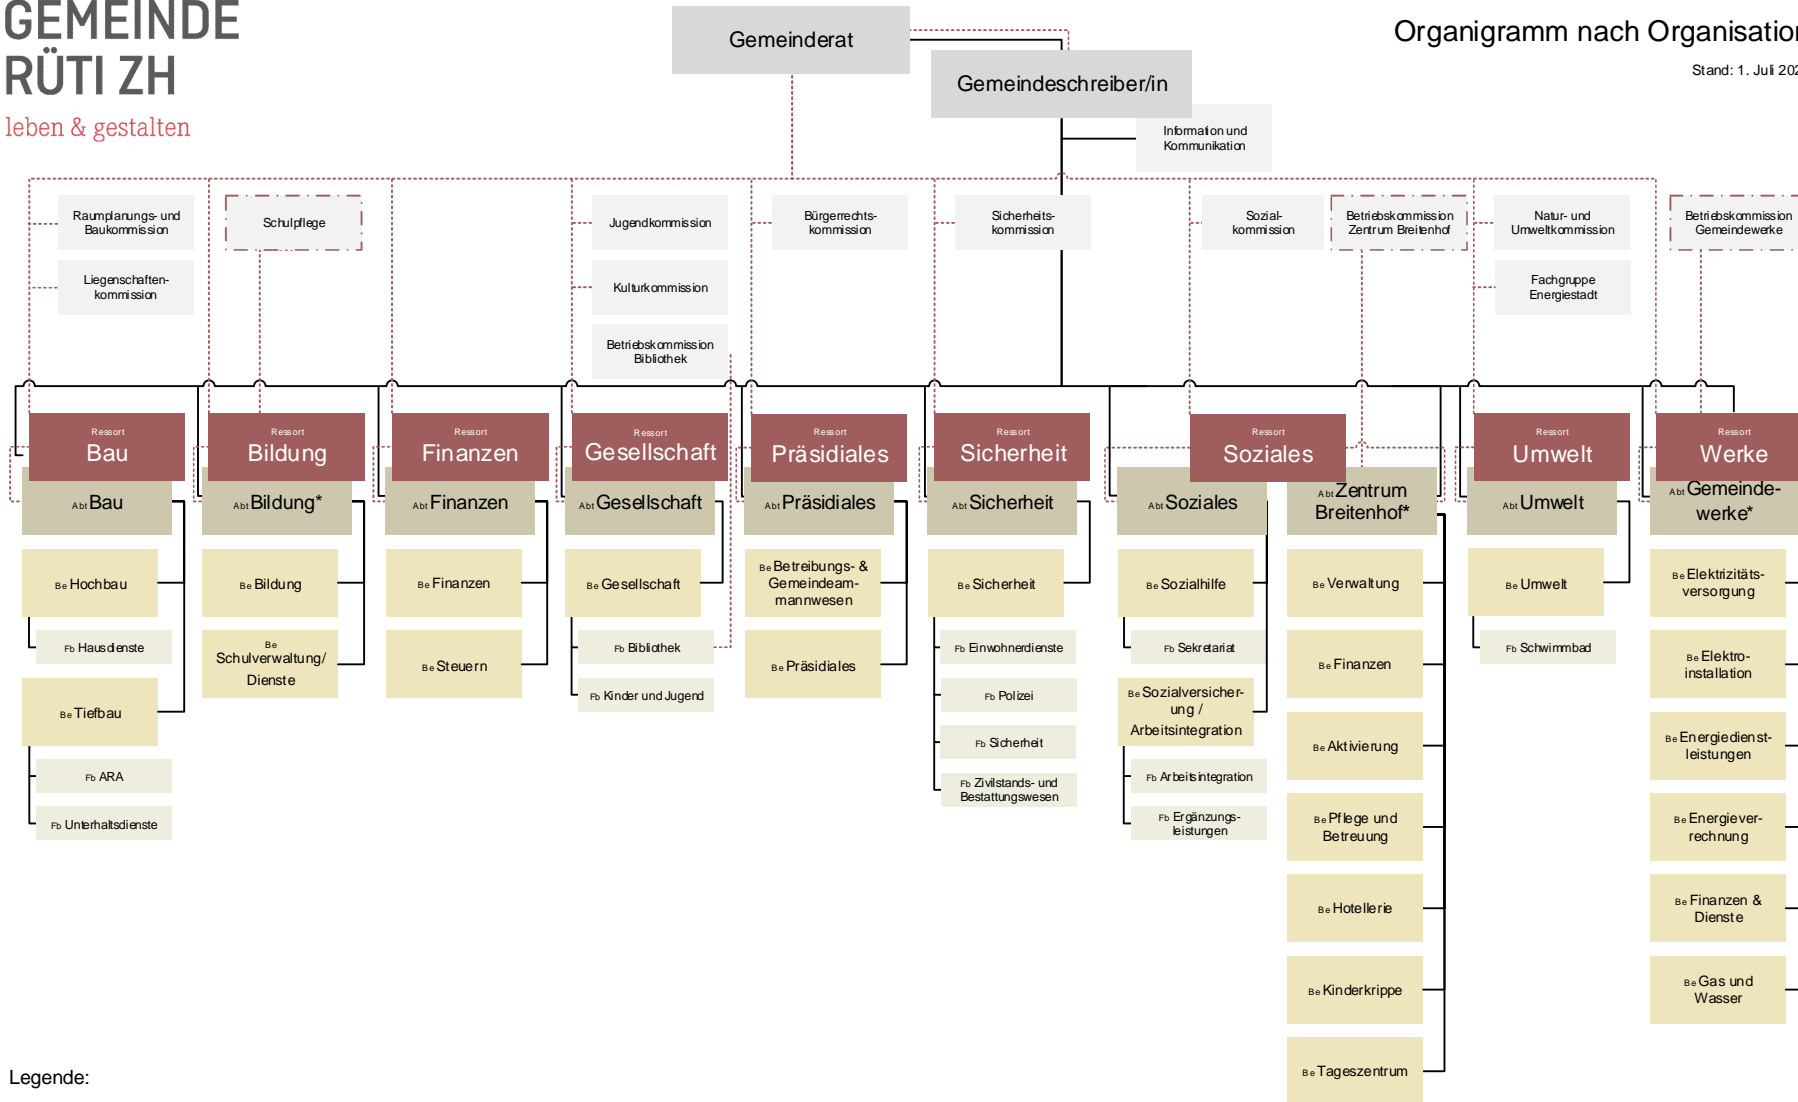 GEMEINDE
RÜTI ZH
leben & gestalten
Organigramm nach Organisation
Stand: 1. Juli 202
Gemeinderat
Gemeindeschreiber/in
Information und
Kommunikation
Raumplanungs- und
Baukommission
Liegenschaften-
kommission
Schulpflege
Jugendkommission
Kulturkommission
Betriebskommission
Bibliothek
Bürgerrechts-
kommission
Sicherheits-
kommission
Sozial-
kommission
Betriebskommission
Zentrum Breitenhof
Natur- und
Umweltkommission
Fachgruppe
Energiestadt
Betriebskommission
Gemeindewerke
Ressort
Bau
Abt Bau
Be Hochbau
Fb Hausdienste
Be Tiefbau
Fb ARA
Fb Unterhaltsdienste
Ressort
Bildung
Abt Bildung*
Be Bildung
Be
Schulverwaltung/
Dienste
Ressort
Finanzen
Abt Finanzen
Be Finanzen
Be Steuern
Ressort
Gesellschaft
Abt Gesellschaft
Be Gesellschaft
Fb Bibliothek
Fb Kinder und Jugend
Ressort
Präsidiales
Abt Präsidiales
Be Betreibungs- &
Gemeindeam-
mannwesen
Be Präsidiales
Ressort
Sicherheit
Abt Sicherheit
Be Sicherheit
Fb Einwohnerdienste
Fb Polizei
Fb Sicherheit
Fb Zivilstands- und
Bestattungswesen
Ressort
Soziales
Abt Soziales
Be Sozialhilfe
Fb Sekretariat
Be Sozialversicher-
ung /
Arbeitsintegration
Fb Arbeitsintegration
Fb Ergänzungs-
leistungen
Abt Zentrum
Breitenhof*
Be Verwaltung
Be Finanzen
Be Aktivierung
Be Pflege und
Betreuung
Be Hotellerie
Be Kinderkrippe
Be Tageszentrum
Ressort
Umwelt
Abt Umwelt
Be Umwelt
Fb Schwimmbad
Ressort
Werke
Abt Gemeinde-
werke*
Be Elektrizitäts-
versorgung
Be Elektro-
installation
Be Energiedienst-
leistungen
Be Energiever-
rechnung
Be Finanzen &
Dienste
Be Gas und
Wasser
Legende: